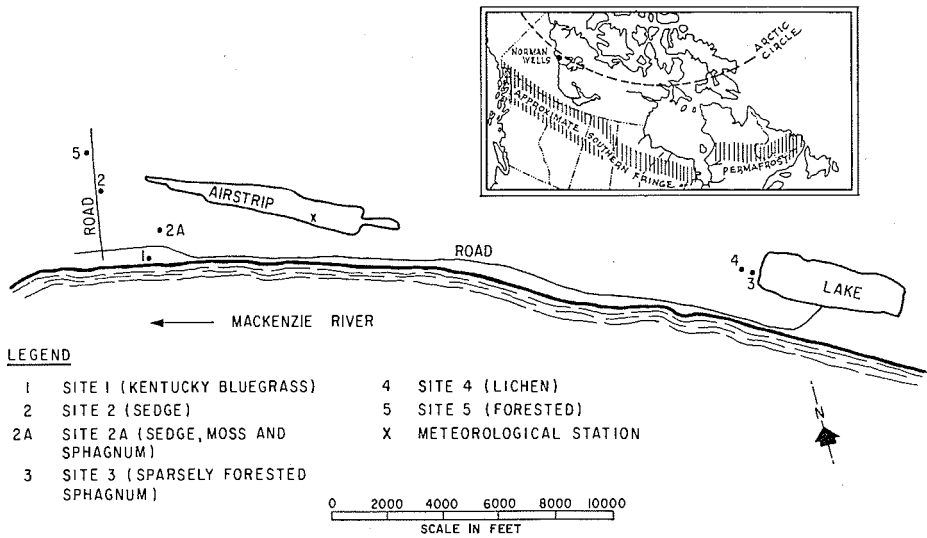 NORMAN
WELLS
ARCTIC
CIRCLE
APPROXIMATE SOUTHERN FRINGE
PERMAFROST
5
2
ROAD
AIRSTRIP
X
2A
1
ROAD
4
3
LAKE
MACKENZIE RIVER
N
LEGEND
1 SITE 1 (KENTUCKY BLUEGRASS)
2 SITE 2 (SEDGE)
2A SITE 2A (SEDGE, MOSS AND
SPHAGNUM)
3 SITE 3 (SPARSELY FORESTED
SPHAGNUM)
4 SITE 4 (LICHEN)
5 SITE 5 (FORESTED)
X METEOROLOGICAL STATION
0 2000 4000 6000 8000 10000
SCALE IN FEET